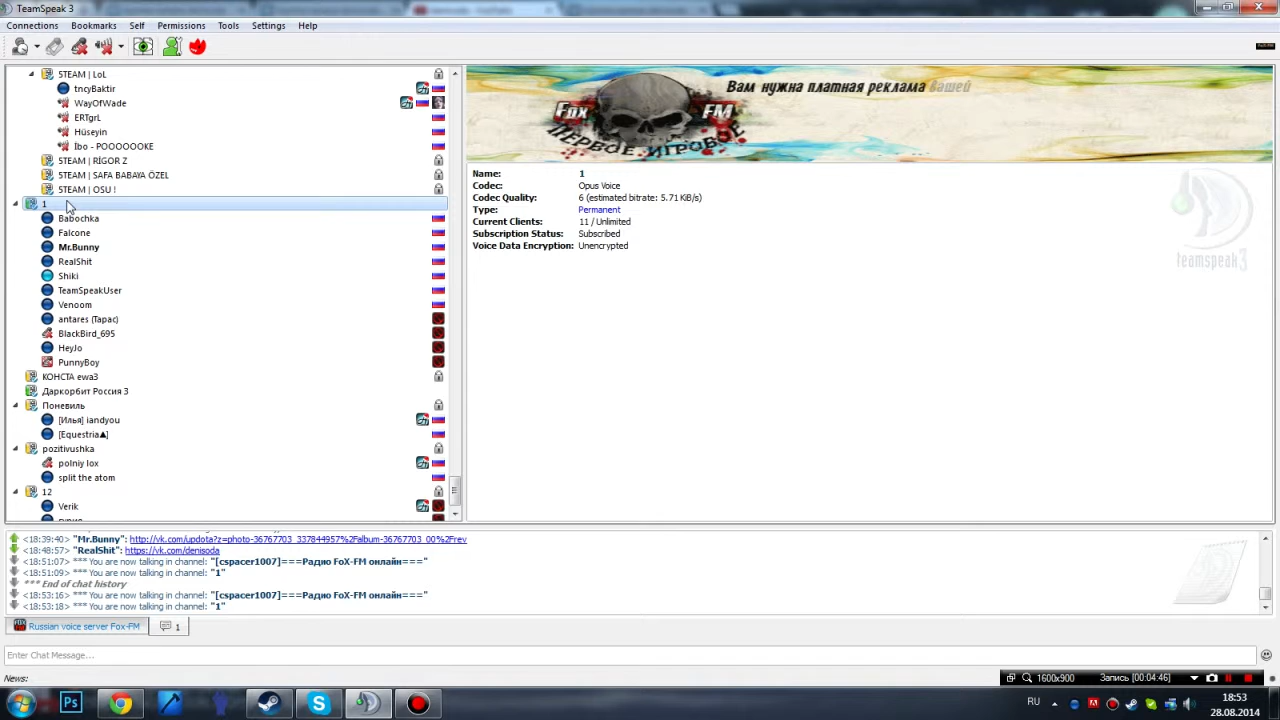 TeamSpeak 3
Connections Bookmarks Self Permissions Tools Settings Help
5TEAM | LoL
tncyBaktir
WayOfWade
ERTgrL
Hüseyin
İbo - POOOOOOKE
5TEAM | RİGOR Z
5TEAM | SAFA BABAYA ÖZEL
5TEAM | OSU !
1
Babochka
Falcone
Mr.Bunny
RealShit
Shiki
TeamSpeakUser
Venoom
antares (Тарас)
BlackBird_695
HeyJo
PunnyBoy
КОНСТА ewa3
Даркорбит Россия 3
Поневиль
[Илья] iandyou
[Equestria▲]
pozitivushka
polniy lox
split the atom
12
Verik
Fox FM
ПЕРВОЕ ИГРОВОЕ
Вам нужна платная реклама вашей
Name: 1
Codec: Opus Voice
Codec Quality: 6 (estimated bitrate: 5.71 KiB/s)
Type: Permanent
Current Clients: 11 / Unlimited
Subscription Status: Subscribed
Voice Data Encryption: Unencrypted
teamspeak3
<18:39:40> "Mr.Bunny": http://vk.com/updota?z=photo-36767703_337844957%2Falbum-36767703_00%2Frev
<18:48:57> "RealShit": https://vk.com/denisoda
<18:51:07> *** You are now talking in channel: "[cspacer1007]===Радио FoX-FM онлайн==="
<18:51:09> *** You are now talking in channel: "1"
*** End of chat history
<18:53:16> *** You are now talking in channel: "[cspacer1007]===Радио FoX-FM онлайн==="
<18:53:18> *** You are now talking in channel: "1"
Russian voice server Fox-FM 1
Enter Chat Message...
News:
1600x900 Запись [00:04:46]
Ps
RU
18:53
28.08.2014